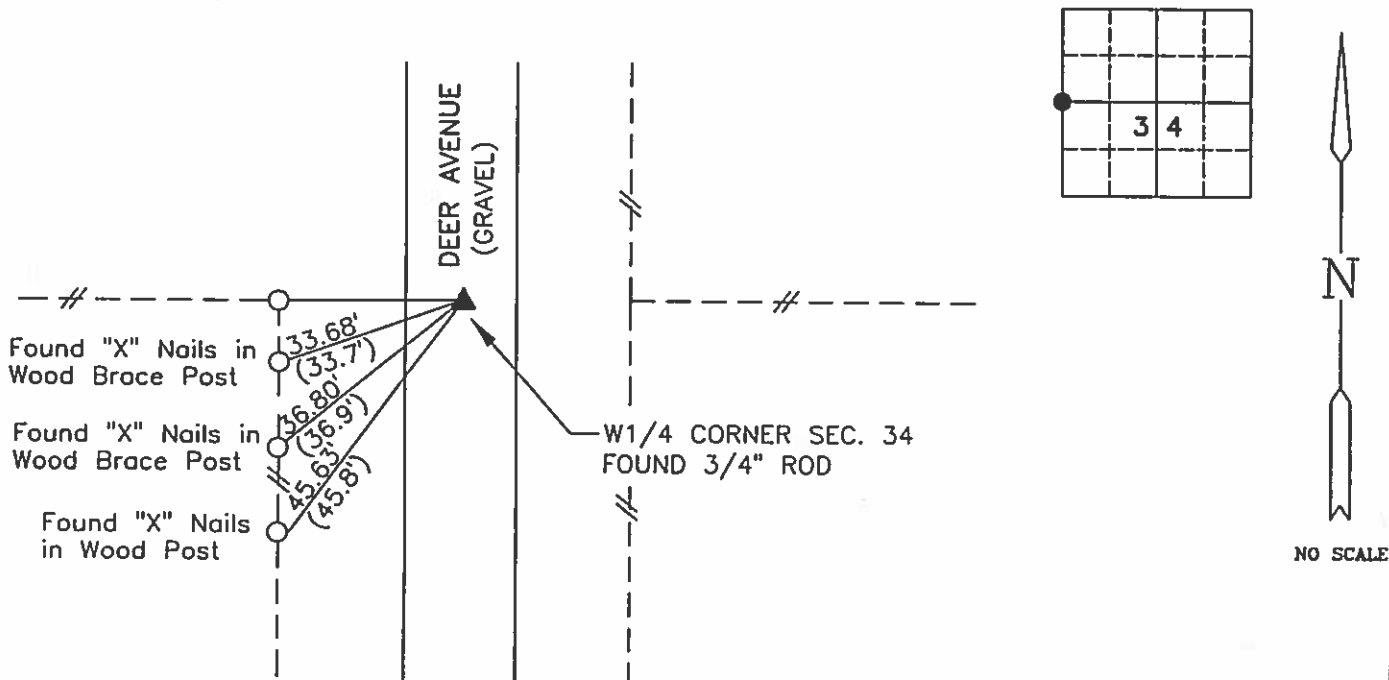 DEER AVENUE
(GRAVEL)
3 4
N
NO SCALE
Found "X" Nails in
Wood Brace Post
33.68'
(33.7')
Found "X" Nails in
Wood Brace Post
36.80'
(36.9')
Found "X" Nails
in Wood Post
45.63'
(45.8')
W1/4 CORNER SEC. 34
FOUND 3/4" ROD